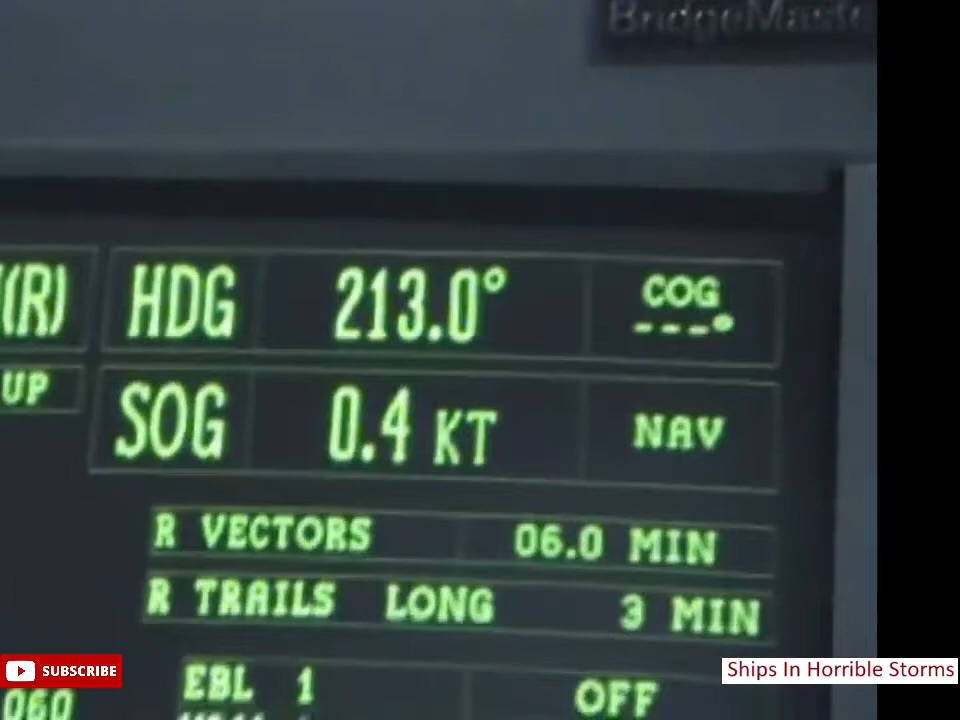 BridgeMaste
(R) HDG 213.0° COG
---°
UP SOG 0.4 KT NAV
R VECTORS 06.0 MIN
R TRAILS LONG 3 MIN
SUBSCRIBE
Ships In Horrible Storms
EBL 1 OFF
060